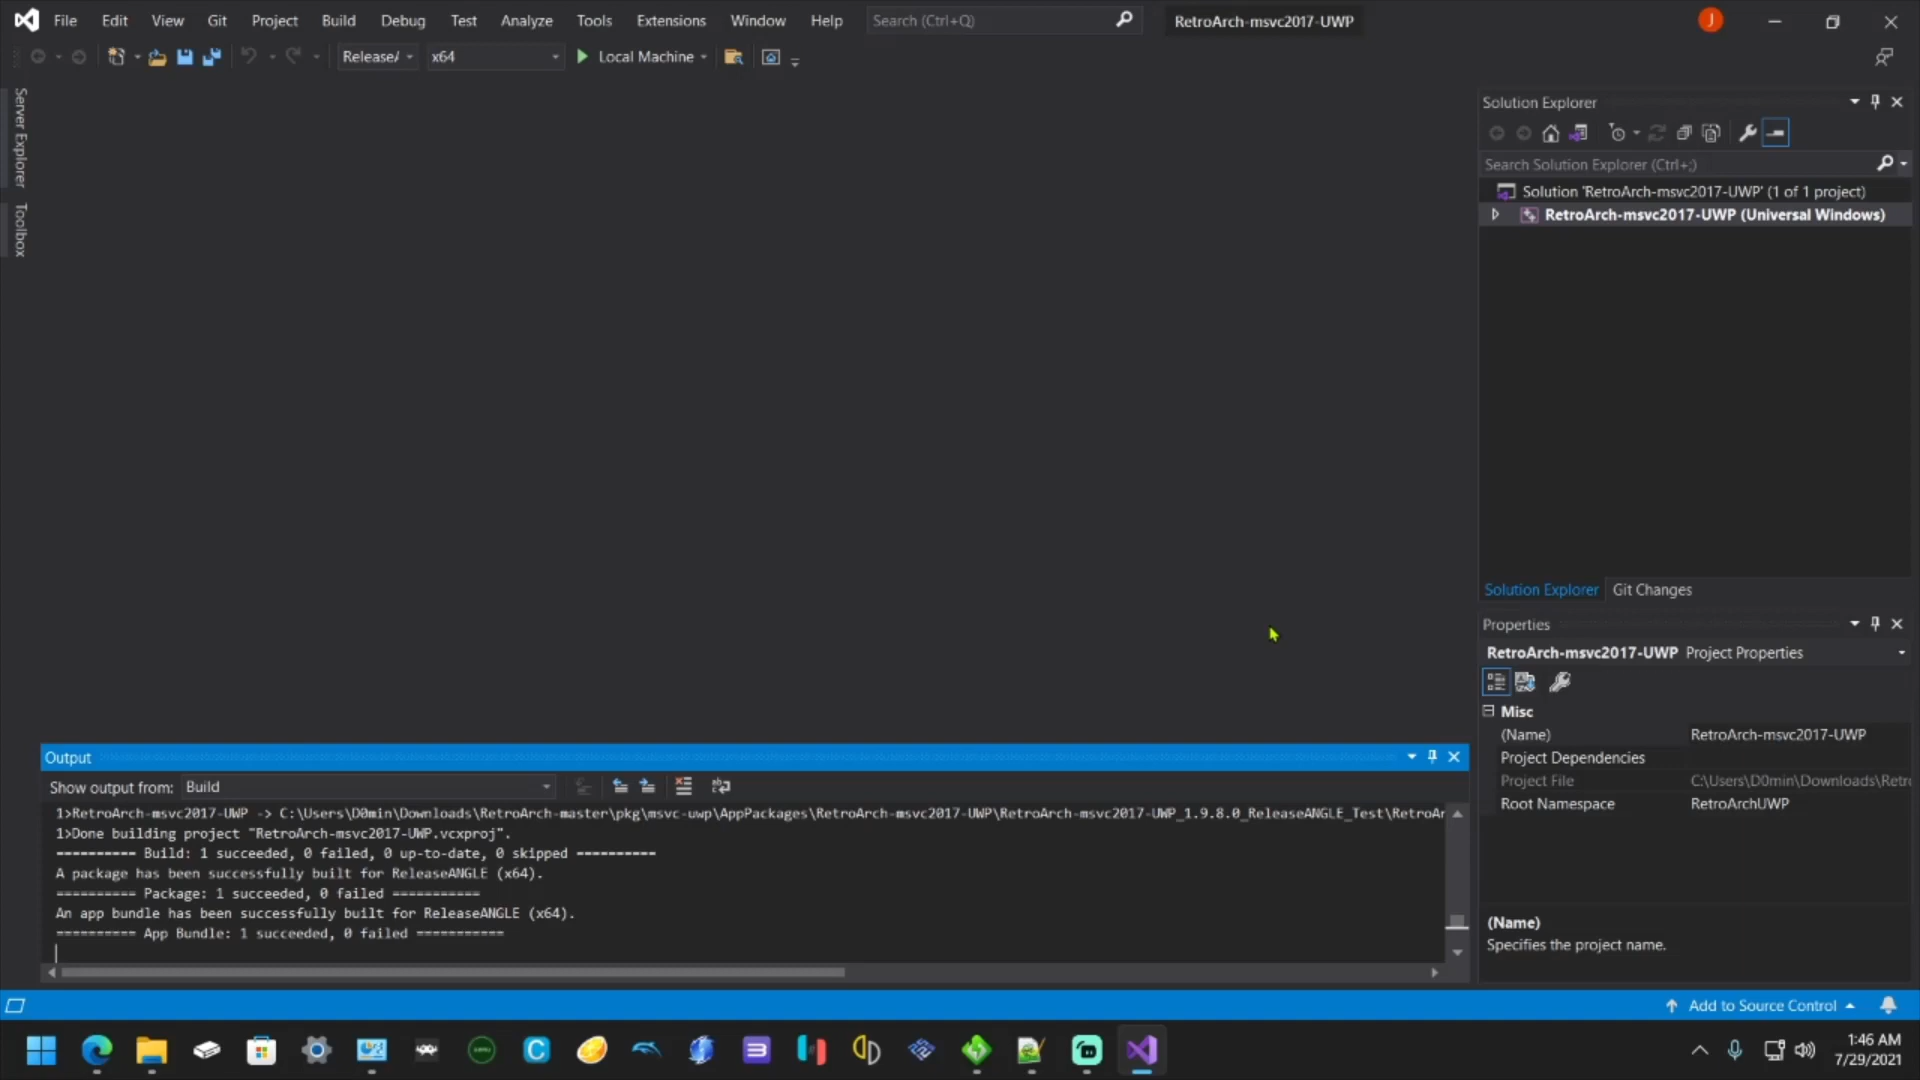 File Edit View Git Project Build Debug Test Analyze Tools Extensions Window Help Search (Ctrl+Q) RetroArch-msvc2017-UWP J
Release/ x64 Local Machine
Server Explorer
Toolbox
Solution Explorer
Search Solution Explorer (Ctrl+;)
Solution 'RetroArch-msvc2017-UWP' (1 of 1 project)
RetroArch-msvc2017-UWP (Universal Windows)
Solution Explorer Git Changes
Properties
RetroArch-msvc2017-UWP Project Properties
Misc
(Name) RetroArch-msvc2017-UWP
Project Dependencies
Project File C:\Users\D0min\Downloads\Retro
Root Namespace RetroArchUWP
(Name)
Specifies the project name.
Output
Show output from: Build
1>RetroArch-msvc2017-UWP -> C:\Users\D0min\Downloads\RetroArch-master\pkg\msvc-uwp\AppPackages\RetroArch-msvc2017-UWP\RetroArch-msvc2017-UWP_1.9.8.0_ReleaseANGLE_Test\RetroAr
1>Done building project "RetroArch-msvc2017-UWP.vcxproj".
========== Build: 1 succeeded, 0 failed, 0 up-to-date, 0 skipped ==========
A package has been successfully built for ReleaseANGLE (x64).
========== Package: 1 succeeded, 0 failed ===========
An app bundle has been successfully built for ReleaseANGLE (x64).
========== App Bundle: 1 succeeded, 0 failed ===========
Add to Source Control
1:46 AM
7/29/2021